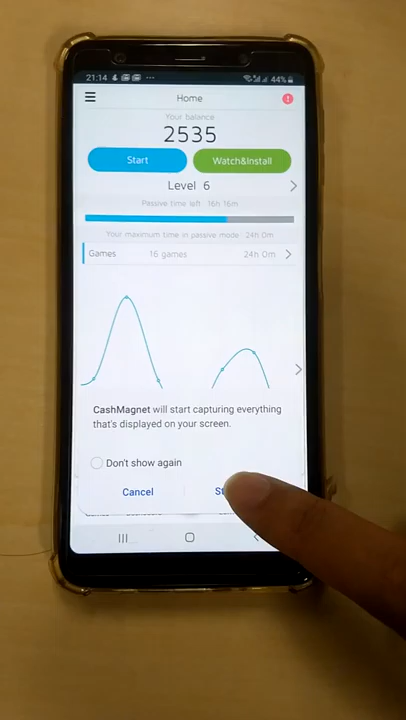 21:14
44%
Home
Your balance
2535
Start
Watch&Install
Level 6
Passive time left: 16h 16m
Your maximum time in passive mode: 24h 0m
Games
16 games
24h 0m
CashMagnet will start capturing everything
that's displayed on your screen.
Don't show again
Cancel